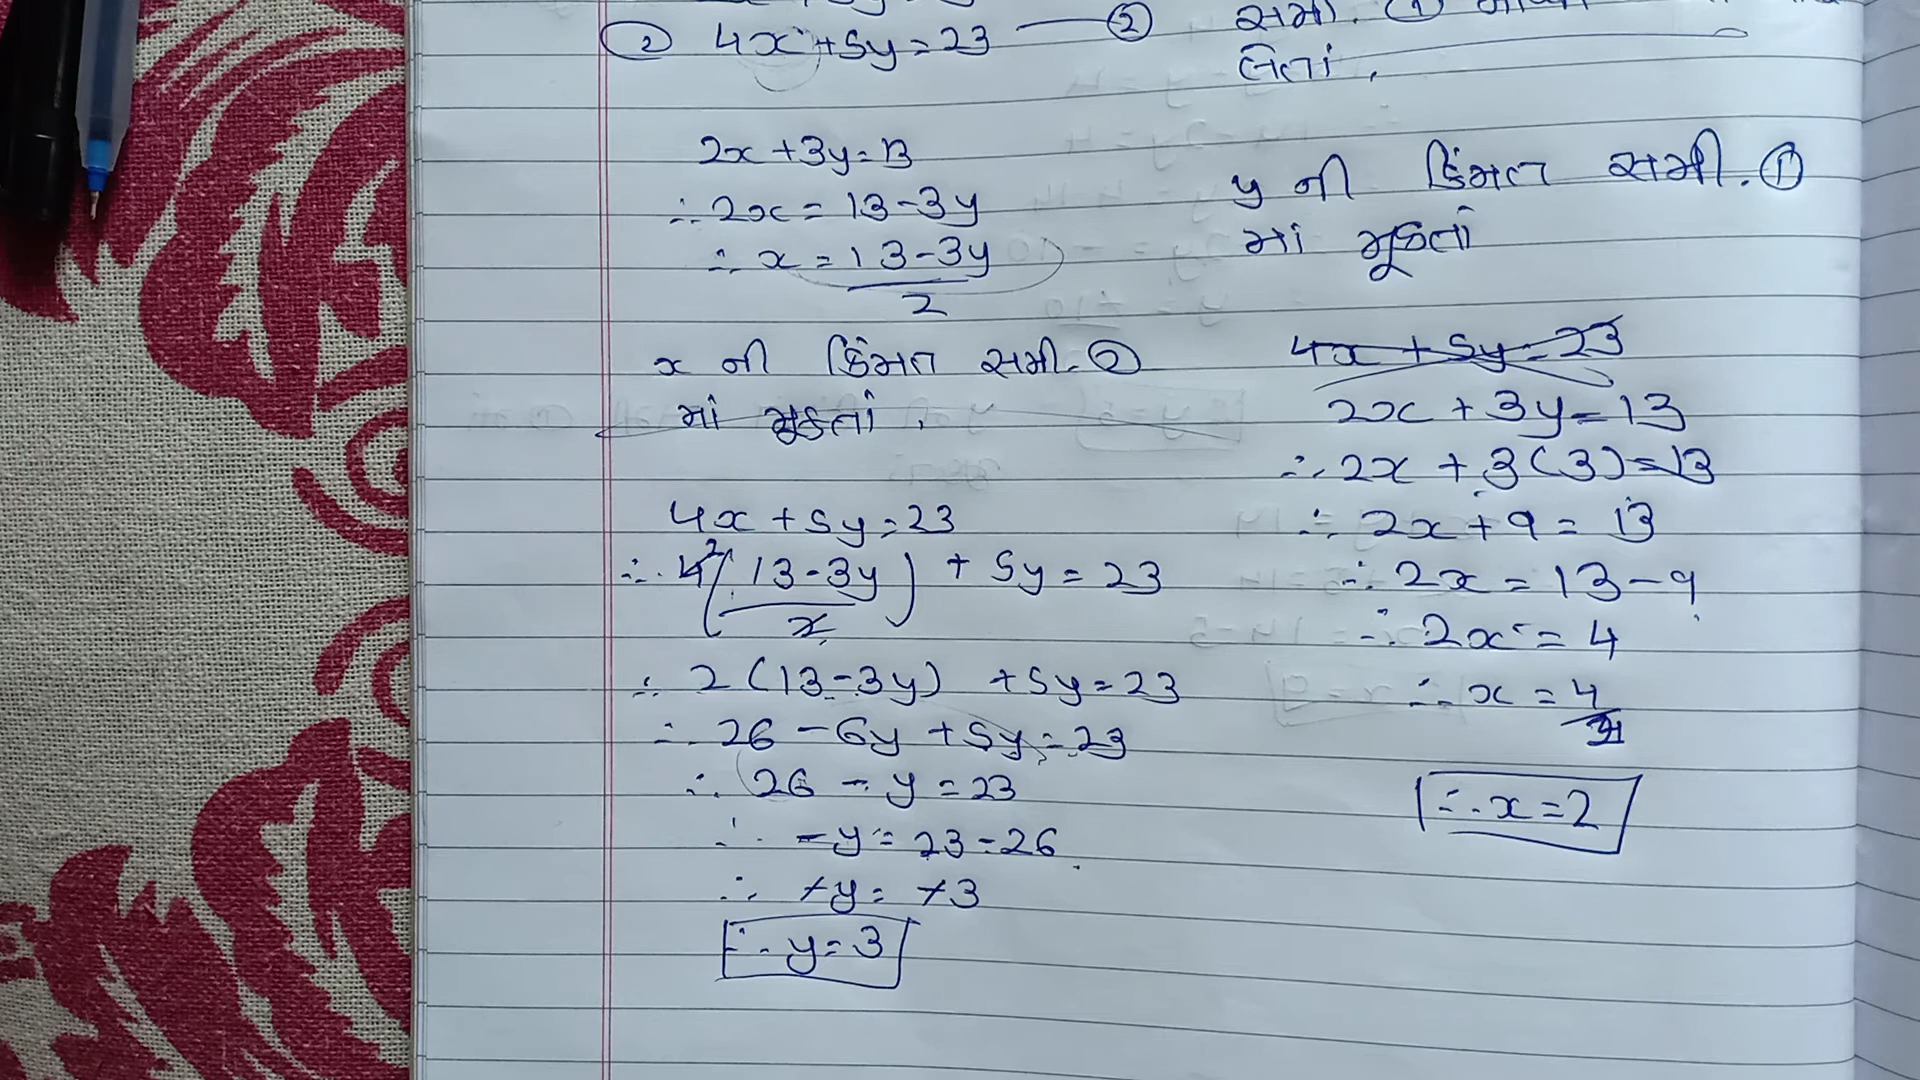 ② 4x + 5y = 23 — ②
2x + 3y = 13
∴ 2x = 13 - 3y
∴ x = 13 - 3y
2
x ની કિંમત સમી. ②
માં મુકતાં,
4x + 5y = 23
∴ 4² ( 13 - 3y ) + 5y = 23
2
∴ 2 (13 - 3y) + 5y = 23
∴ 26 - 6y + 5y = 23
∴ 26 - y = 23
∴ - y = 23 - 26
∴ +y = +3
∴ y = 3
સમી. ①
લેતાં,
y ની કિંમત સમી. ①
માં મૂકતાં
4x + 5y = 23
2x + 3y = 13
∴ 2x + 3(3) = 13
∴ 2x + 9 = 13
∴ 2x = 13 - 9
∴ 2x = 4
∴ x = 4
2
∴ x = 2